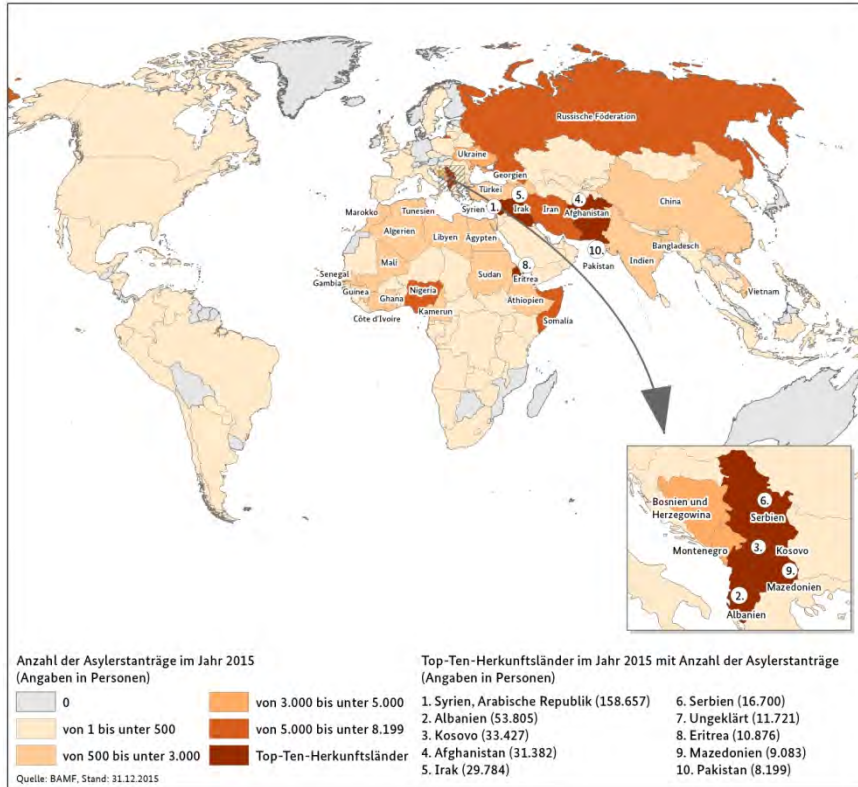 Russische Föderation
Ukraine
Georgien
Türkei
5.
4.
China
1.
Syrien
Irak
Iran
Afghanistan
Marokko
Tunesien
Algerien
Libyen
Ägypten
10.
Pakistan
Bangladesch
Indien
Mali
8.
Eritrea
Sudan
Senegal
Gambia
Guinea
Nigeria
Ghana
Äthiopien
Vietnam
Kamerun
Somalia
Côte d'Ivoire
Bosnien und
Herzegowina
6.
Serbien
Montenegro
3.
Kosovo
9.
Mazedonien
2.
Albanien
Anzahl der Asylerstanträge im Jahr 2015
(Angaben in Personen)
0
von 1 bis unter 500
von 500 bis unter 3.000
von 3.000 bis unter 5.000
von 5.000 bis unter 8.199
Top-Ten-Herkunftsländer
Quelle: BAMF, Stand: 31.12.2015
Top-Ten-Herkunftsländer im Jahr 2015 mit Anzahl der Asylerstanträge
(Angaben in Personen)
1. Syrien, Arabische Republik (158.657)
2. Albanien (53.805)
3. Kosovo (33.427)
4. Afghanistan (31.382)
5. Irak (29.784)
6. Serbien (16.700)
7. Ungeklärt (11.721)
8. Eritrea (10.876)
9. Mazedonien (9.083)
10. Pakistan (8.199)